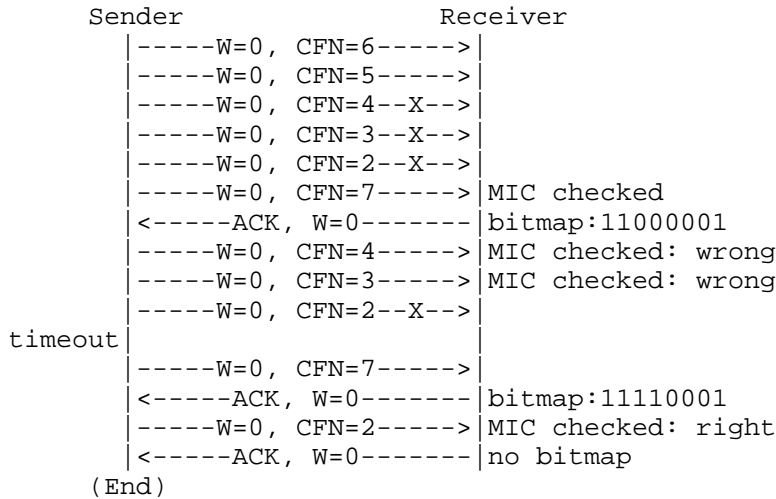 Sender Receiver
|-----W=0, CFN=6----->|
|-----W=0, CFN=5----->|
|-----W=0, CFN=4--X-->|
|-----W=0, CFN=3--X-->|
|-----W=0, CFN=2--X-->|
|-----W=0, CFN=7----->|MIC checked
|<-----ACK, W=0-------|bitmap:11000001
|-----W=0, CFN=4----->|MIC checked: wrong
|-----W=0, CFN=3----->|MIC checked: wrong
|-----W=0, CFN=2--X-->|
timeout| |
|-----W=0, CFN=7----->|
|<-----ACK, W=0-------|bitmap:11110001
|-----W=0, CFN=2----->|MIC checked: right
|<-----ACK, W=0-------|no bitmap
(End)